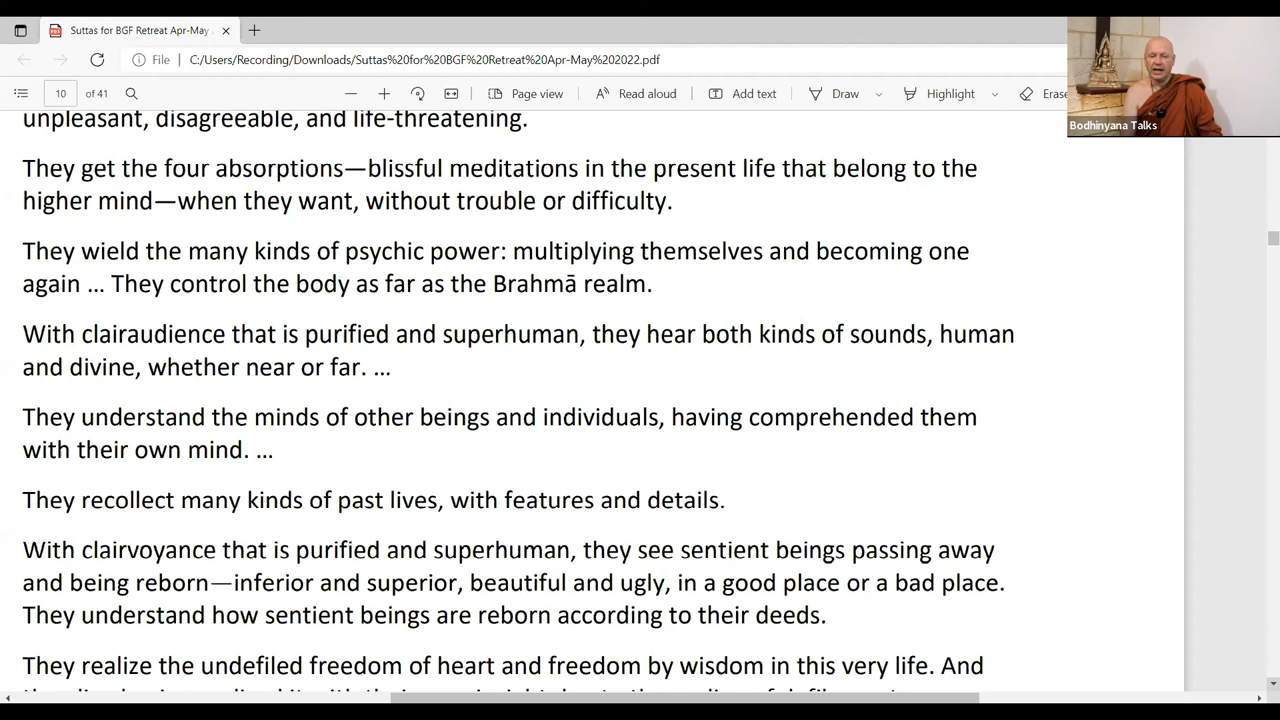 Suttas for BGF Retreat Apr-May
File
C:/Users/Recording/Downloads/Suttas%20for%20BGF%20Retreat%20Apr-May%202022.pdf
10 of 41
Page view
Read aloud
Add text
Draw
Highlight
Erase
Bodhinyana Talks
unpleasant, disagreeable, and life-threatening.
They get the four absorptions—blissful meditations in the present life that belong to the
higher mind—when they want, without trouble or difficulty.
They wield the many kinds of psychic power: multiplying themselves and becoming one
again ... They control the body as far as the Brahmā realm.
With clairaudience that is purified and superhuman, they hear both kinds of sounds, human
and divine, whether near or far. ...
They understand the minds of other beings and individuals, having comprehended them
with their own mind. ...
They recollect many kinds of past lives, with features and details.
With clairvoyance that is purified and superhuman, they see sentient beings passing away
and being reborn—inferior and superior, beautiful and ugly, in a good place or a bad place.
They understand how sentient beings are reborn according to their deeds.
They realize the undefiled freedom of heart and freedom by wisdom in this very life. And